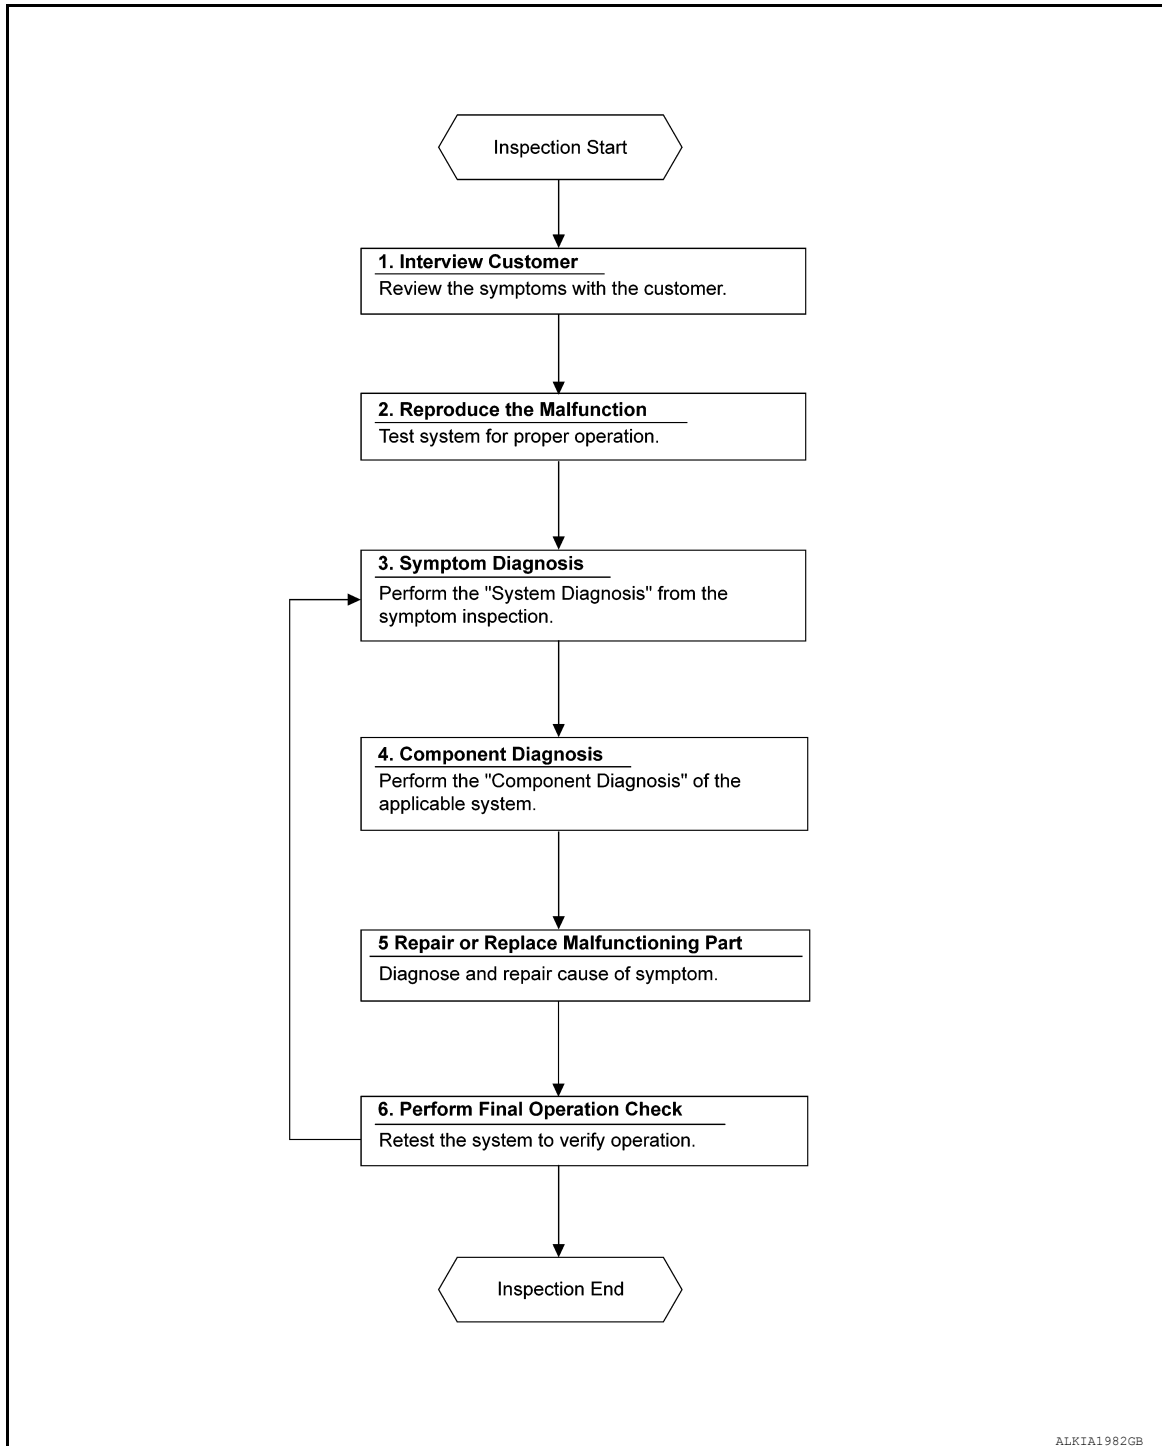 Inspection Start
1. Interview Customer
Review the symptoms with the customer.
2. Reproduce the Malfunction
Test system for proper operation.
3. Symptom Diagnosis
Perform the "System Diagnosis" from the
symptom inspection.
4. Component Diagnosis
Perform the "Component Diagnosis" of the
applicable system.
5 Repair or Replace Malfunctioning Part
Diagnose and repair cause of symptom.
6. Perform Final Operation Check
Retest the system to verify operation.
Inspection End
ALKIA1982GB